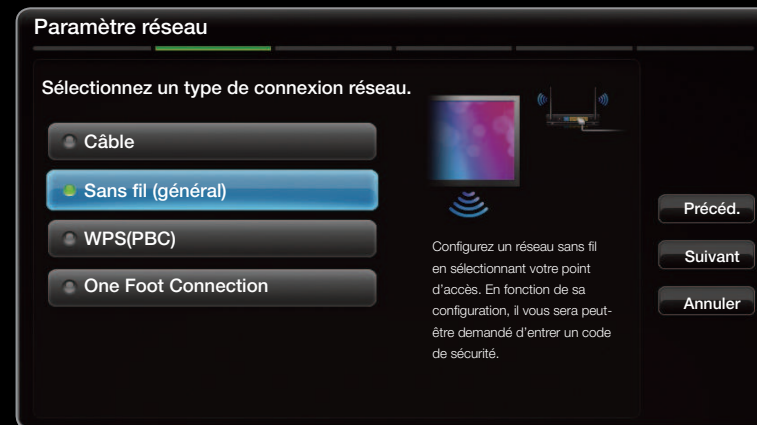 Paramètre réseau
Sélectionnez un type de connexion réseau.
Câble
Sans fil (général)
WPS(PBC)
One Foot Connection
Configurez un réseau sans fil
en sélectionnant votre point
d'accès. En fonction de sa
configuration, il vous sera peut-
être demandé d'entrer un code
de sécurité.
Précéd.
Suivant
Annuler